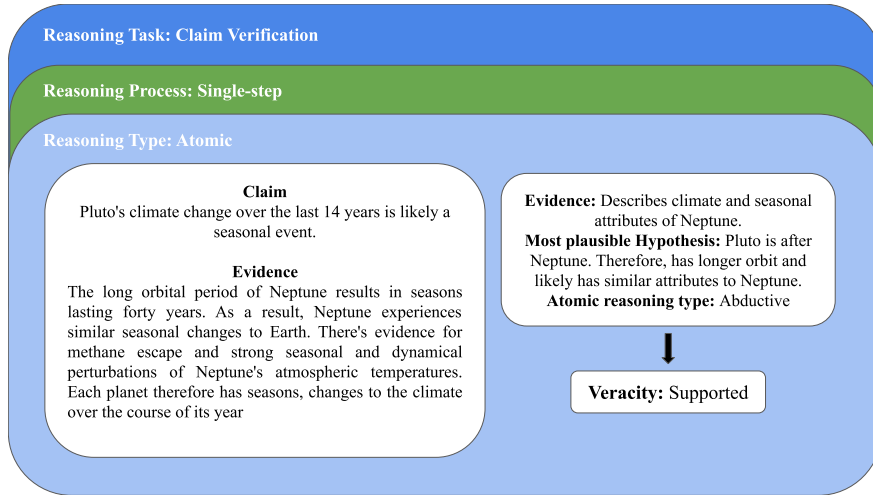 Reasoning Task: Claim Verification
Reasoning Process: Single-step
Reasoning Type: Atomic
Claim
Pluto's climate change over the last 14 years is likely a
seasonal event.
Evidence
The long orbital period of Neptune results in seasons
lasting forty years. As a result, Neptune experiences
similar seasonal changes to Earth. There's evidence for
methane escape and strong seasonal and dynamical
perturbations of Neptune's atmospheric temperatures.
Each planet therefore has seasons, changes to the climate
over the course of its year
Evidence: Describes climate and seasonal
attributes of Neptune.
Most plausible Hypothesis: Pluto is after
Neptune. Therefore, has longer orbit and
likely has similar attributes to Neptune.
Atomic reasoning type: Abductive
Veracity: Supported